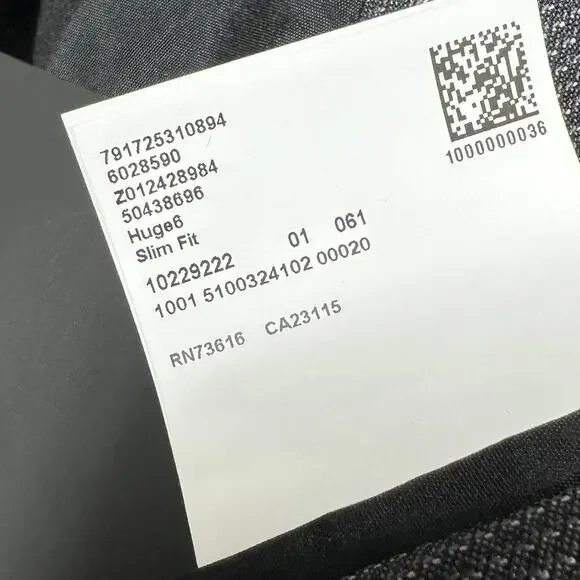 791725310894
6028590
Z012428984
50438696
Huge6
Slim Fit
10229222 01 061
1001 5100324102 00020
RN73616 CA23115
1000000036